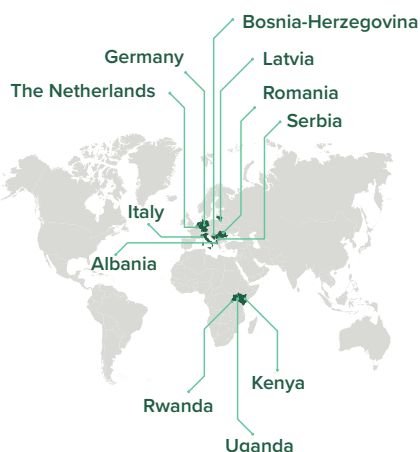 Bosnia-Herzegovina
Germany
Latvia
The Netherlands
Romania
Serbia
Italy
Albania
Kenya
Rwanda
Uganda